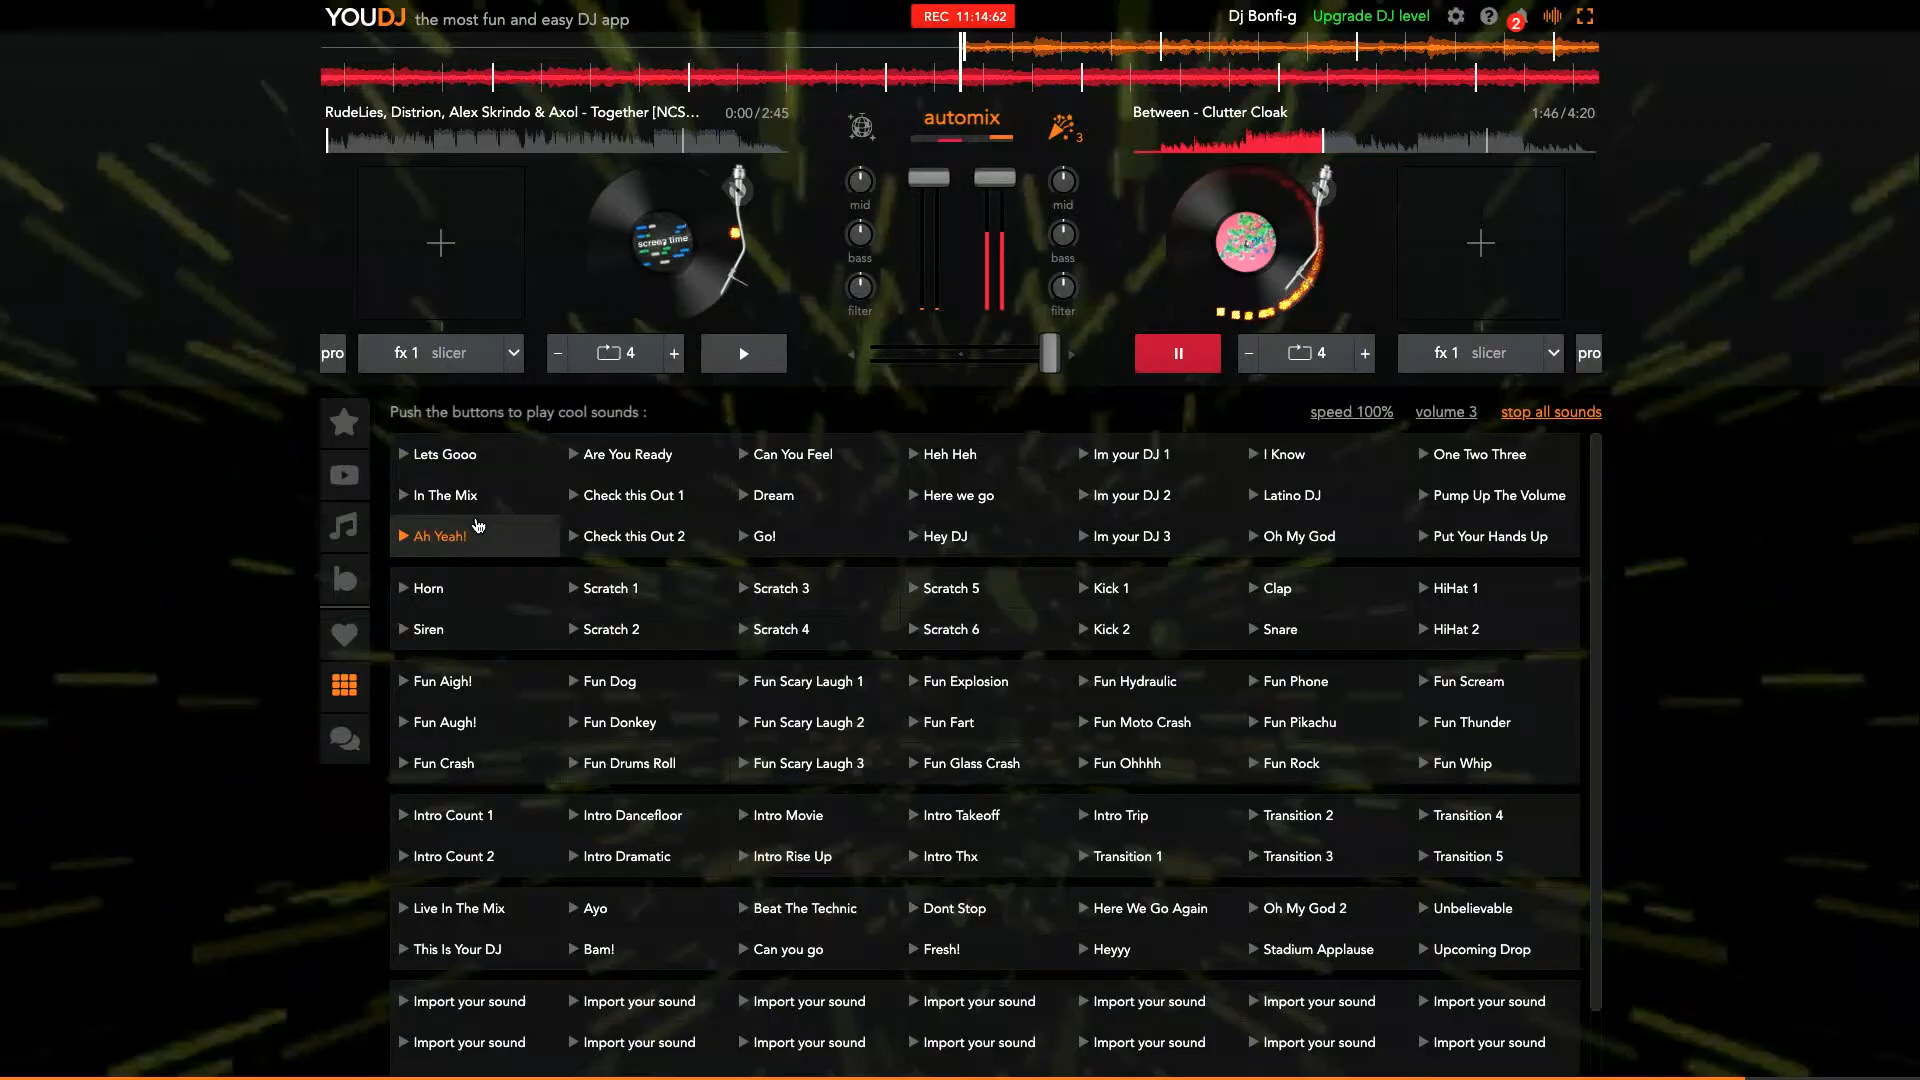 YOUDJ the most fun and easy DJ app
REC 11:14:62
Dj Bonfi-g Upgrade DJ level 2
RudeLies, Distrion, Alex Skrindo & Axol - Together [NCS... 0:00/2:45
automix
3
Between - Clutter Cloak 1:46/4:20
screen time
mid mid
bass bass
filter filter
pro fx 1 slicer − 4 +
− 4 + fx 1 slicer pro
Push the buttons to play cool sounds : speed 100% volume 3 stop all sounds
Lets Gooo Are You Ready Can You Feel Heh Heh Im your DJ 1 I Know One Two Three
In The Mix Check this Out 1 Dream Here we go Im your DJ 2 Latino DJ Pump Up The Volume
Ah Yeah! Check this Out 2 Go! Hey DJ Im your DJ 3 Oh My God Put Your Hands Up
Horn Scratch 1 Scratch 3 Scratch 5 Kick 1 Clap HiHat 1
Siren Scratch 2 Scratch 4 Scratch 6 Kick 2 Snare HiHat 2
Fun Aigh! Fun Dog Fun Scary Laugh 1 Fun Explosion Fun Hydraulic Fun Phone Fun Scream
Fun Augh! Fun Donkey Fun Scary Laugh 2 Fun Fart Fun Moto Crash Fun Pikachu Fun Thunder
Fun Crash Fun Drums Roll Fun Scary Laugh 3 Fun Glass Crash Fun Ohhhh Fun Rock Fun Whip
Intro Count 1 Intro Dancefloor Intro Movie Intro Takeoff Intro Trip Transition 2 Transition 4
Intro Count 2 Intro Dramatic Intro Rise Up Intro Thx Transition 1 Transition 3 Transition 5
Live In The Mix Ayo Beat The Technic Dont Stop Here We Go Again Oh My God 2 Unbelievable
This Is Your DJ Bam! Can you go Fresh! Heyyy Stadium Applause Upcoming Drop
Import your sound Import your sound Import your sound Import your sound Import your sound Import your sound Import your sound
Import your sound Import your sound Import your sound Import your sound Import your sound Import your sound Import your sound